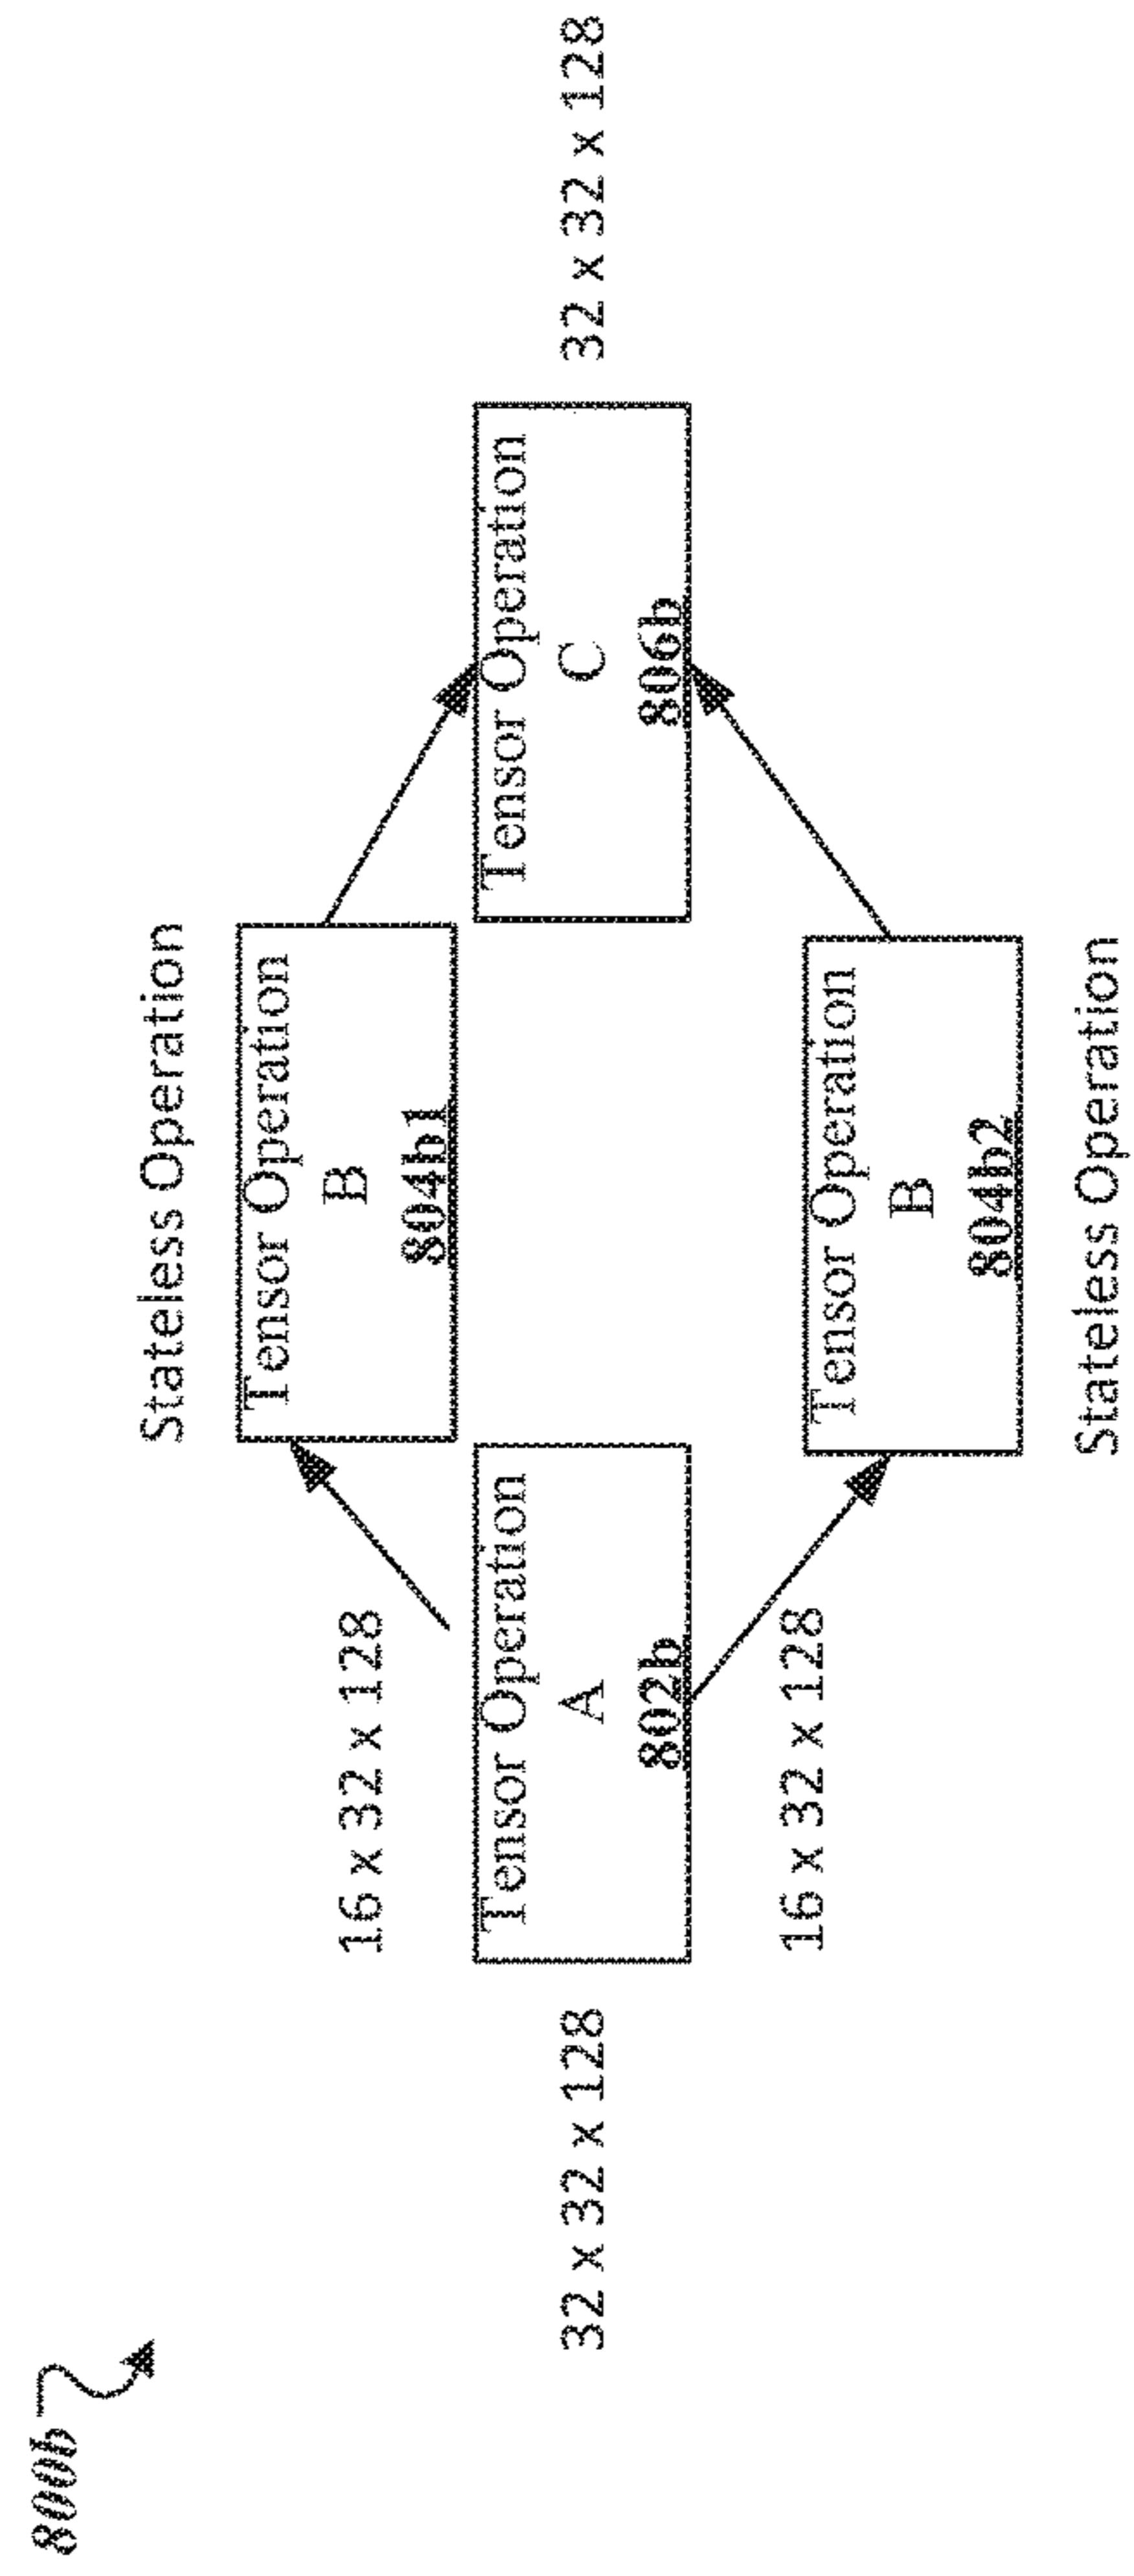 800b
Stateless Operation
Tensor Operation
B
804b1
16 x 32 x 128
32 x 32 x 128
Tensor Operation
A
802b
Tensor Operation
C
806b
32 x 32 x 128
16 x 32 x 128
Tensor Operation
B
804b2
Stateless Operation